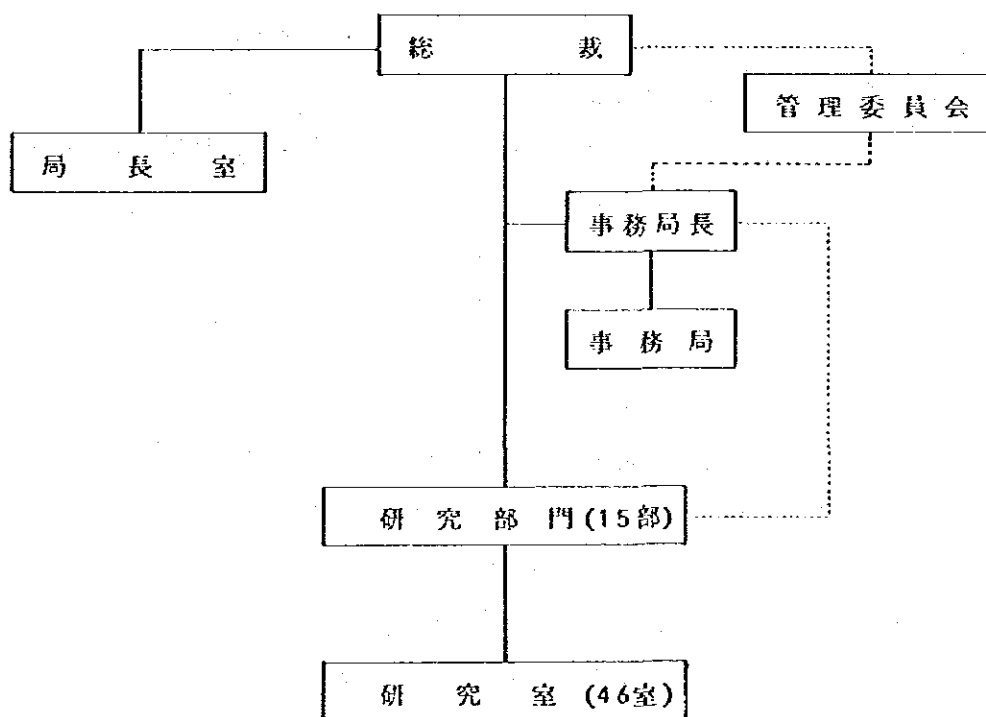 総裁
管理委員会
局長室
事務局長
事務局
研究部門(15部)
研究室(46室)